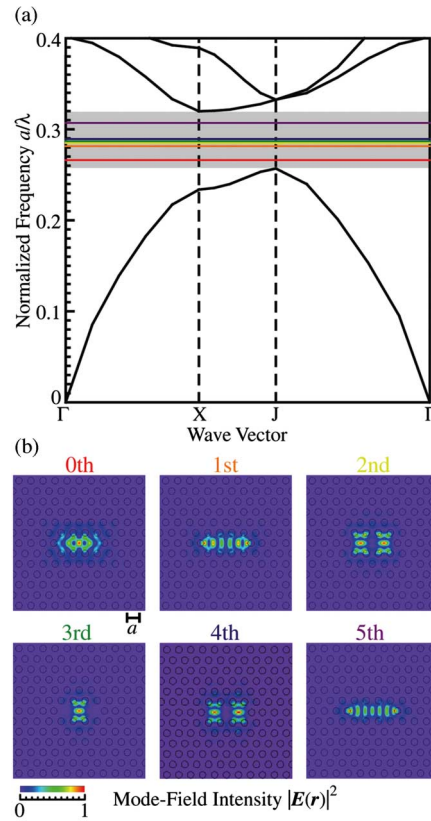 (a)
0.4
0.3
0.2
0.1
0
Normalized Frequency a/λ
Γ X J Γ
Wave Vector
(b)
0th 1st 2nd
a
3rd 4th 5th
0 1
Mode-Field Intensity |E(r)|²